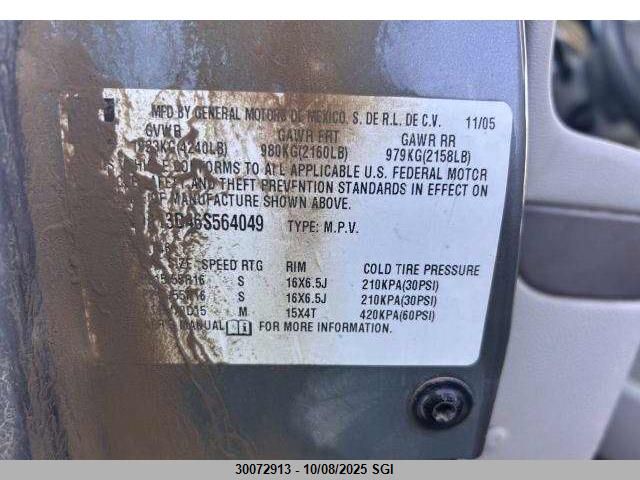 MFD BY GENERAL MOTORS DE MEXICO, S. DE R.L. DE C.V. 11/05
GVWR GAWR FRT GAWR RR
(4240LB) 980KG(2160LB) 979KG(2158LB)
CONFORMS TO ALL APPLICABLE U.S. FEDERAL MOTOR
AND THEFT PREVENTION STANDARDS IN EFFECT ON
OF MANUFACTURE SHOWN ABOVE.
S564049 TYPE: M.P.V.
SPEED RTG RIM COLD TIRE PRESSURE
S 16X6.5J 210KPA(30PSI)
S 16X6.5J 210KPA(30PSI)
M 15X4T 420KPA(60PSI)
MANUAL FOR MORE INFORMATION.
30072913 - 10/08/2025 SGI